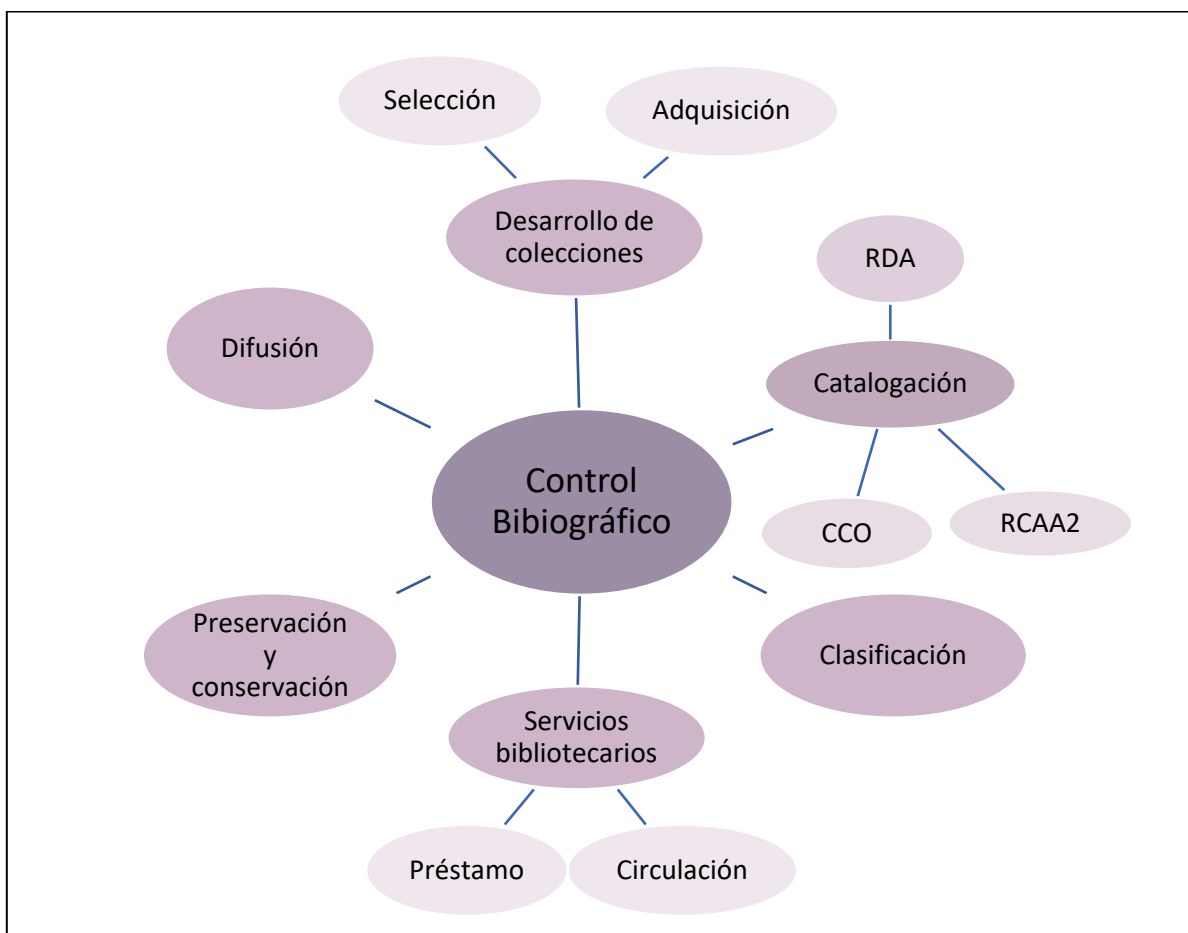 Selección
Adquisición
Desarrollo de
colecciones
RDA
Difusión
Catalogación
Control
Bibiográfico
CCO
RCAA2
Preservación
y
conservación
Clasificación
Servicios
bibliotecarios
Préstamo
Circulación